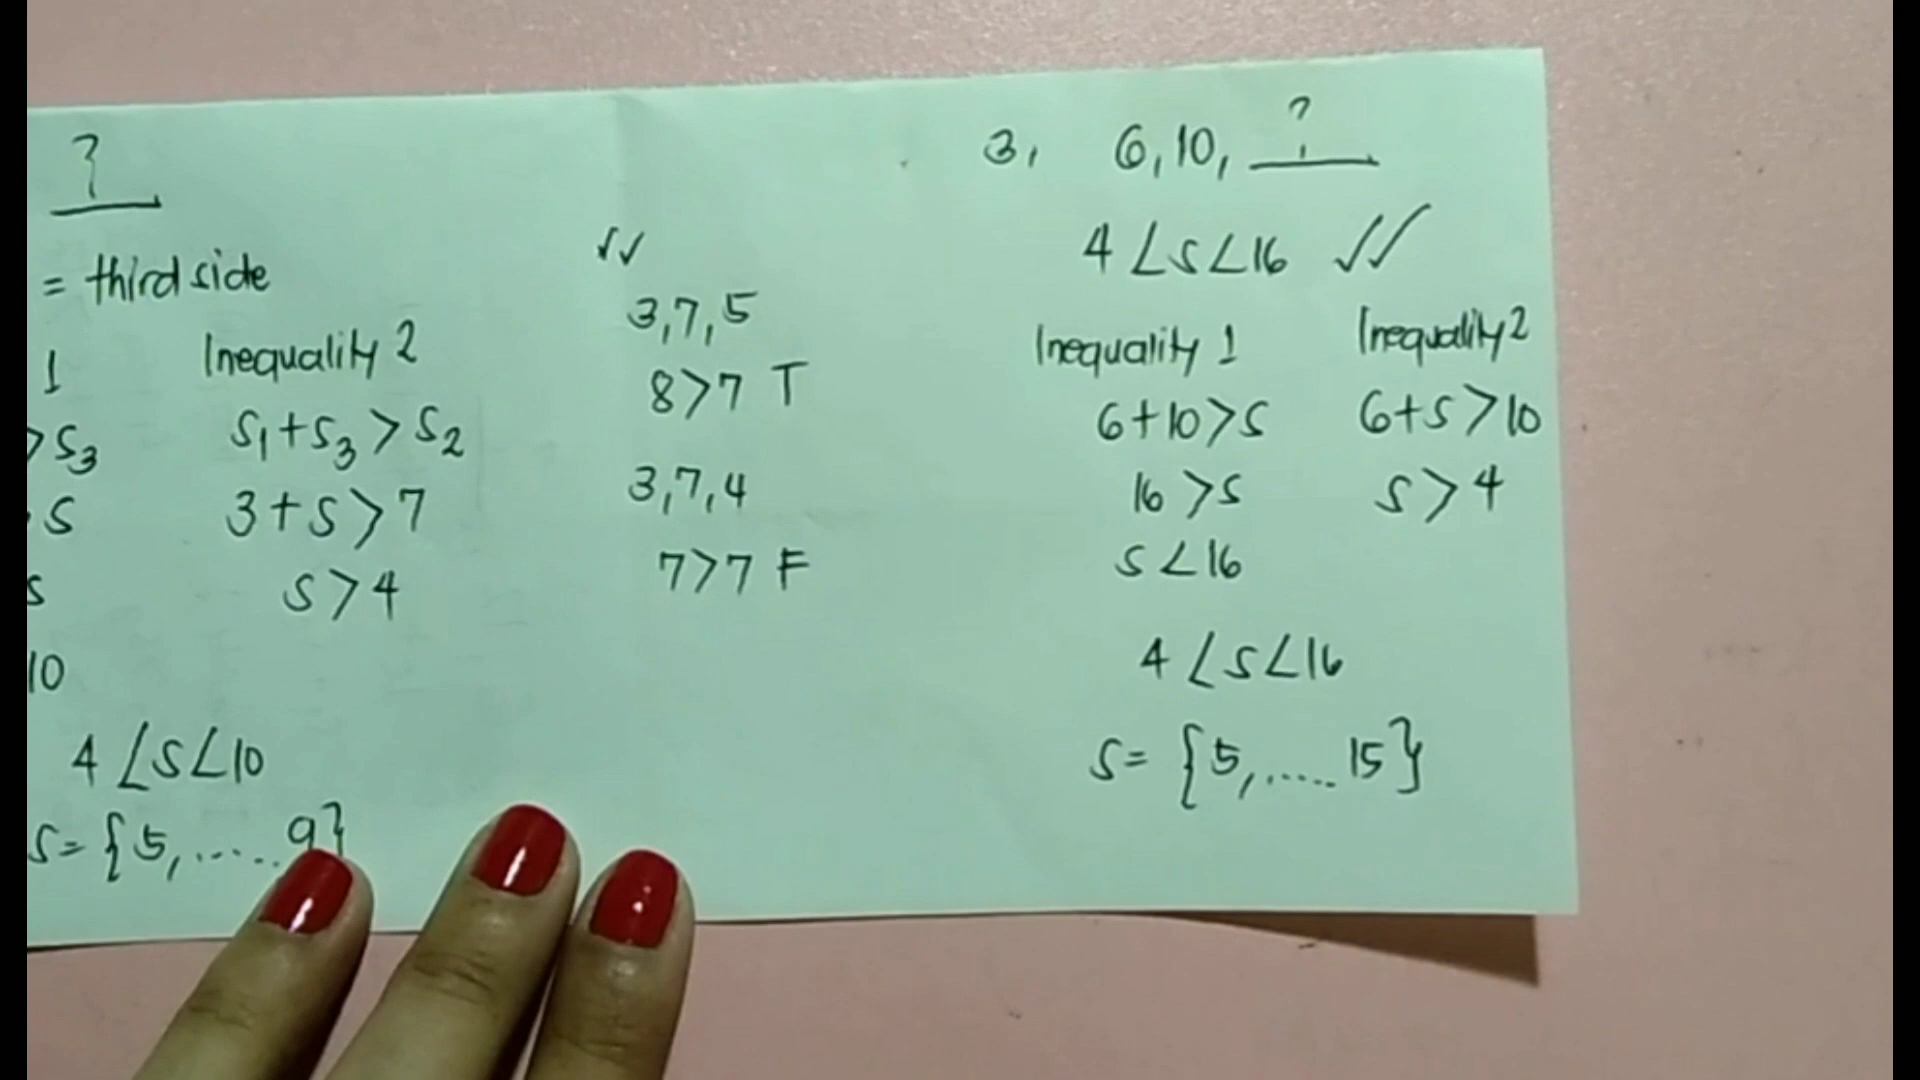 ?
= third side
1
>S3
S
S
10
4<S<10
S={5,.....9}
Inequality 2
S1+S3>S2
3+S>7
S>4
✓✓
3,7,5
8>7 T
3,7,4
7>7 F
3, 6,10, ?
4<S<16 ✓✓
Inequality 1
6+10>S
16>S
S<16
Inequality 2
6+S>10
S>4
4<S<16
S={5,.....15}